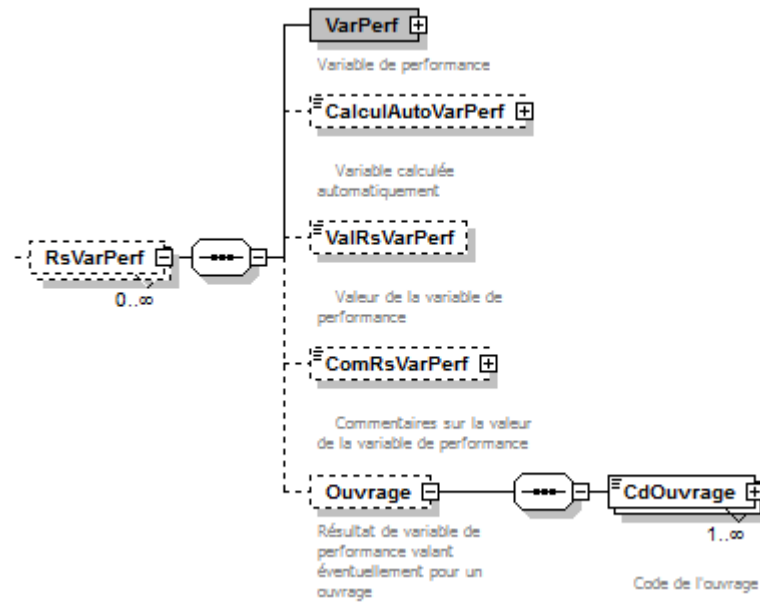 VarPerf
Variable de performance
CalculAutoVarPerf
Variable calculée
automatiquement
ValRsVarPerf
RsVarPerf
0..∞
Valeur de la variable de
performance
ComRsVarPerf
Commentaires sur la valeur
de la variable de performance
Ouvrage
CdOuvrage
1..∞
Résultat de variable de
performance valant
éventuellement pour un
ouvrage
Code de l'ouvrage